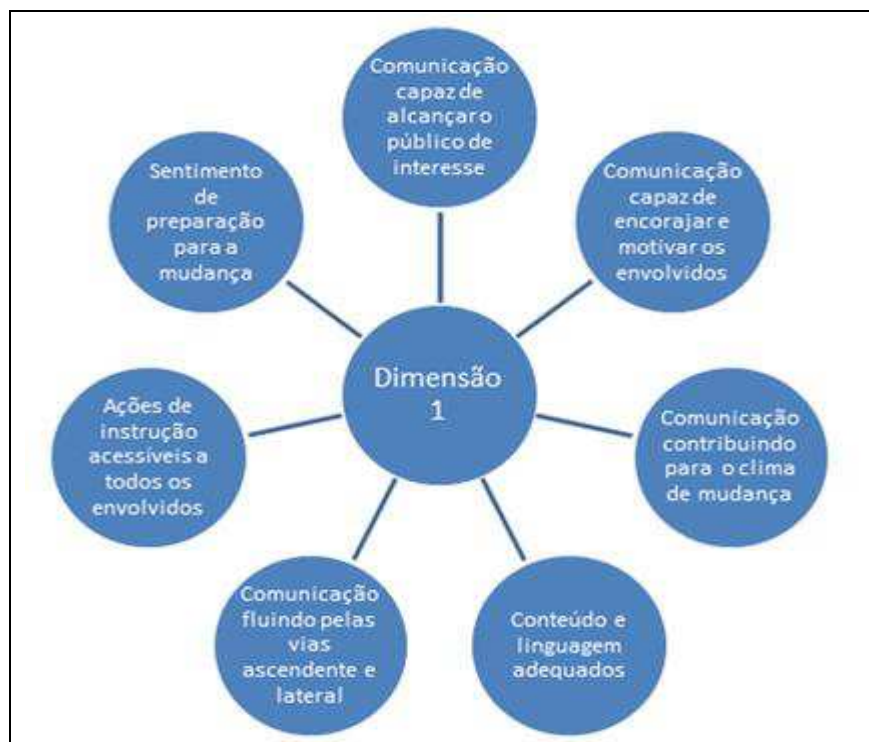 Comunicação
capaz de
alcançar o
público de
interesse
Comunicação
capaz de
encorajar e
motivar os
envolvidos
Comunicação
contribuindo
para o clima
de mudança
Conteúdo e
linguagem
adequados
Comunicação
fluindo pelas
vias
ascendente e
lateral
Ações de
instrução
acessíveis a
todos os
envolvidos
Sentimento
de
preparação
para a
mudança
Dimensão
1